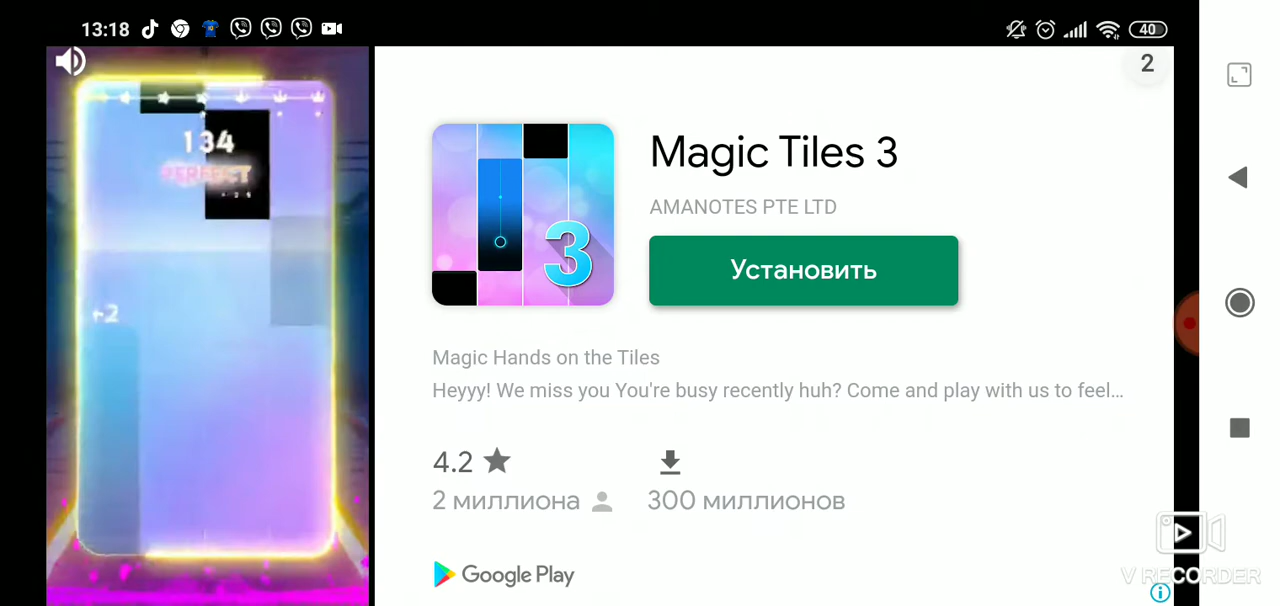 13:18
40
2
134
PERFECT
+2
3
Magic Tiles 3
AMANOTES PTE LTD
Установить
Magic Hands on the Tiles
Heyyy! We miss you You're busy recently huh? Come and play with us to feel...
4.2
2 миллиона
300 миллионов
Google Play
V RECORDER